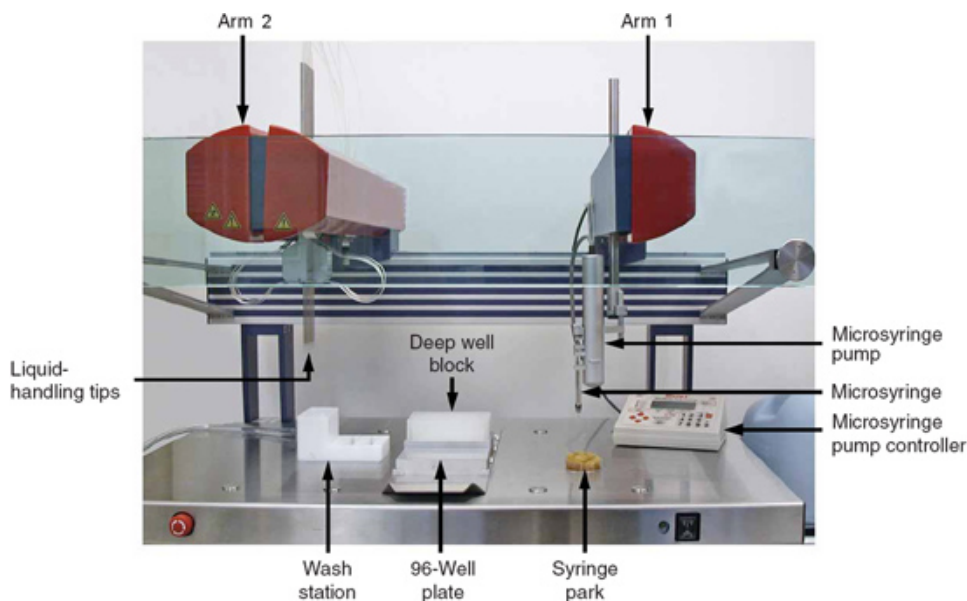 Arm 2
Arm 1
Deep well
block
Liquid-
handling tips
Microsyringe
pump
Microsyringe
Microsyringe
pump controller
Wash
station
96-Well
plate
Syringe
park